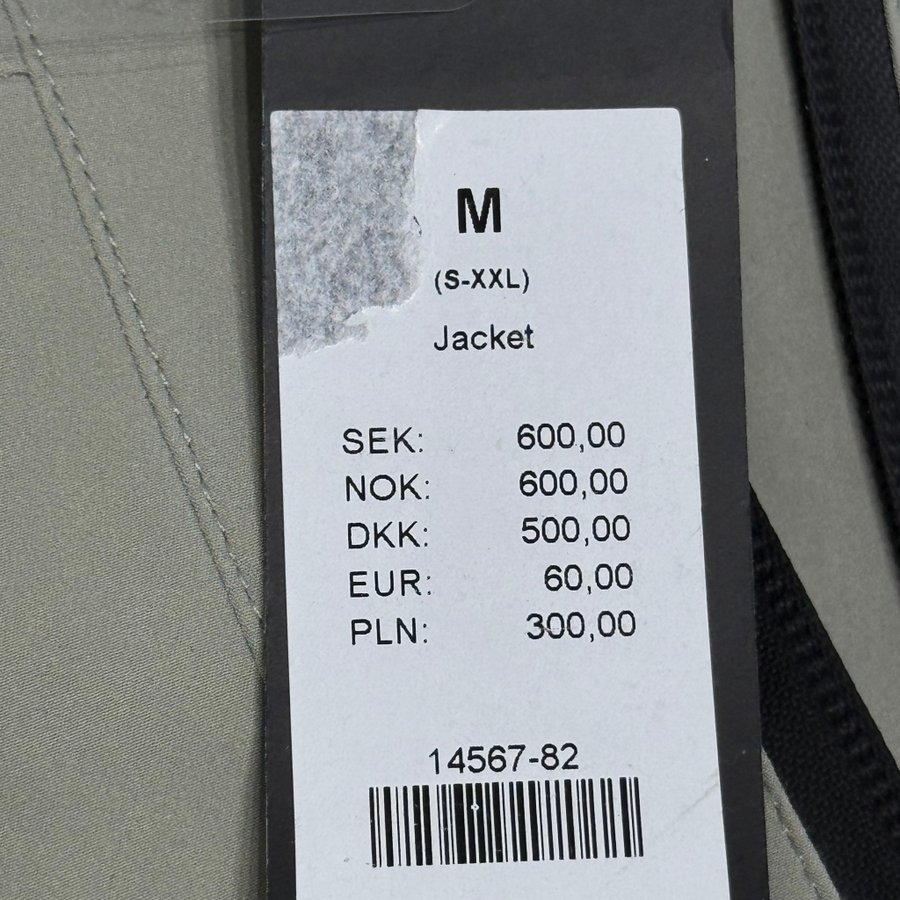 M
(S-XXL)
Jacket
SEK: 600,00
NOK: 600,00
DKK: 500,00
EUR: 60,00
PLN: 300,00
14567-82